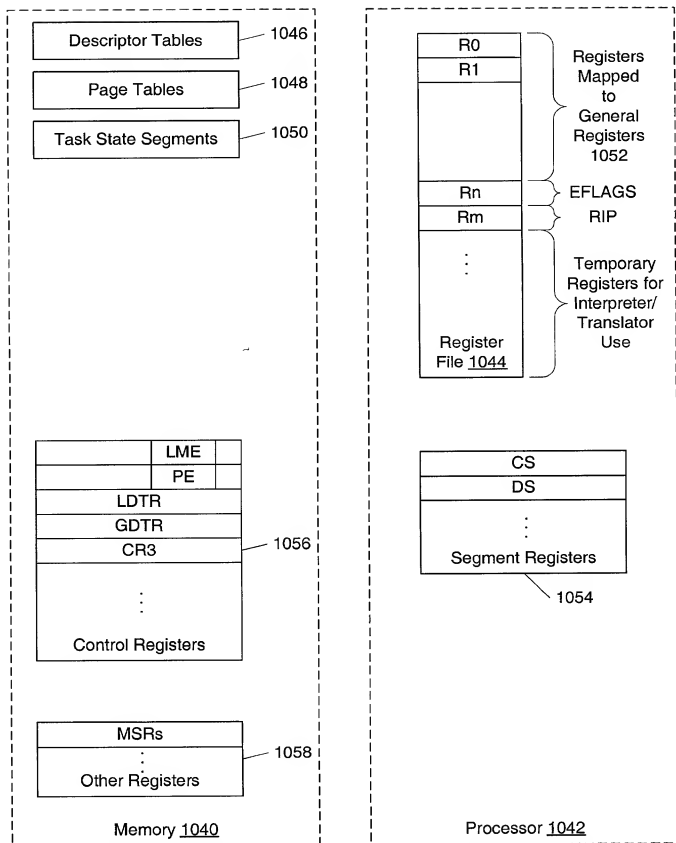 Descriptor Tables
1046
Page Tables
1048
Task State Segments
1050
LME
PE
LDTR
GDTR
CR3
1056
Control Registers
MSRs
1058
Other Registers
Memory 1040
R0
R1
Registers
Mapped
to
General
Registers
1052
Rn
EFLAGS
Rm
RIP
Temporary
Registers for
Interpreter/
Translator
Use
Register
File 1044
CS
DS
Segment Registers
1054
Processor 1042